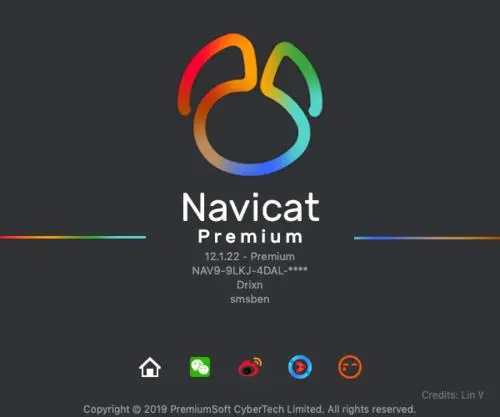 Navicat
Premium
12.1.22 - Premium
NAV9-9LKJ-4DAL-****
Drixn
smsben
Credits: Lin V
Copyright © 2019 PremiumSoft CyberTech Limited. All rights reserved.